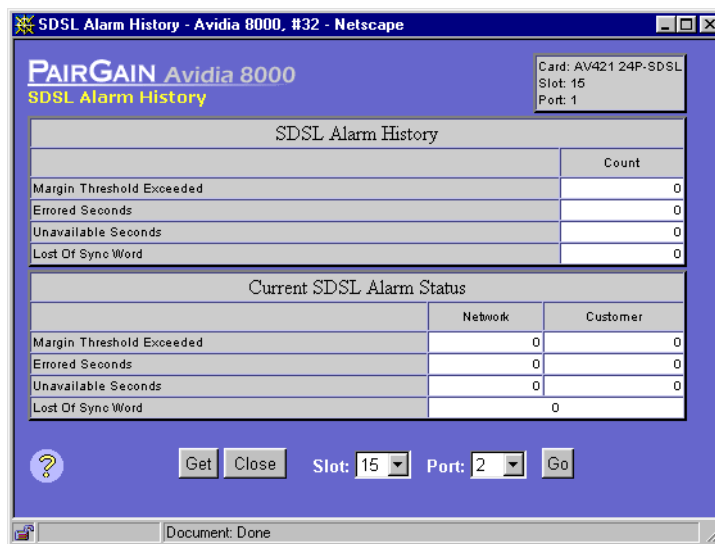 SDSL Alarm History - Avidia 8000, #32 - Netscape
PAIRGAIN Avidia 8000
SDSL Alarm History
Card: AV421 24P-SDSL
Slot: 15
Port: 1
SDSL Alarm History
Count
Margin Threshold Exceeded 0
Errored Seconds 0
Unavailable Seconds 0
Lost Of Sync Word 0
Current SDSL Alarm Status
Network Customer
Margin Threshold Exceeded 0 0
Errored Seconds 0 0
Unavailable Seconds 0 0
Lost Of Sync Word 0
? Get Close Slot: 15 Port: 2 Go
Document: Done